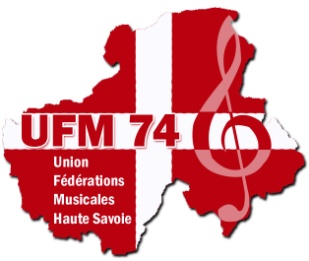 UFM 74
Union
Fédérations
Musicales
Haute Savoie